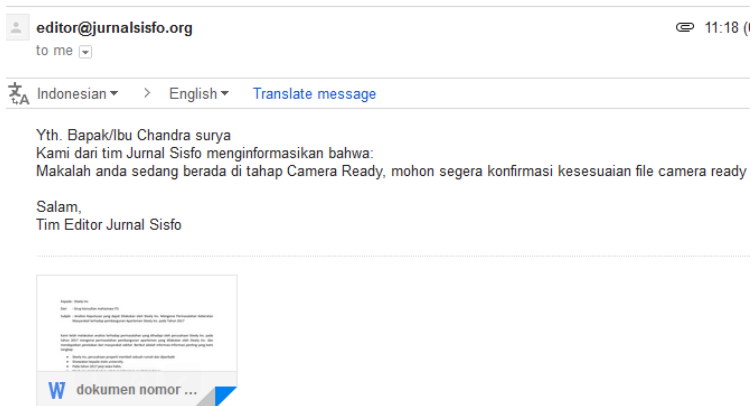 editor@jurnalsisfo.org
11:18
to me
Indonesian > English Translate message
Yth. Bapak/Ibu Chandra surya
Kami dari tim Jurnal Sisfo menginformasikan bahwa:
Makalah anda sedang berada di tahap Camera Ready, mohon segera konfirmasi kesesuaian file camera ready
Salam,
Tim Editor Jurnal Sisfo
W dokumen nomor ...